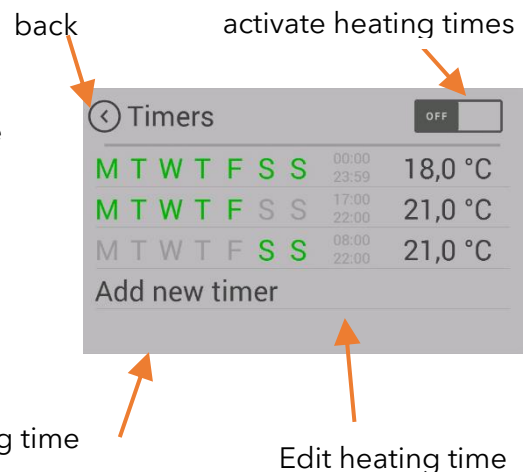 back
activate heating times
Timers
OFF
M T W T F S S 00:00 23:59 18,0 °C
M T W T F S S 17:00 22:00 21,0 °C
M T W T F S S 08:00 22:00 21,0 °C
Add new timer
time
Edit heating time